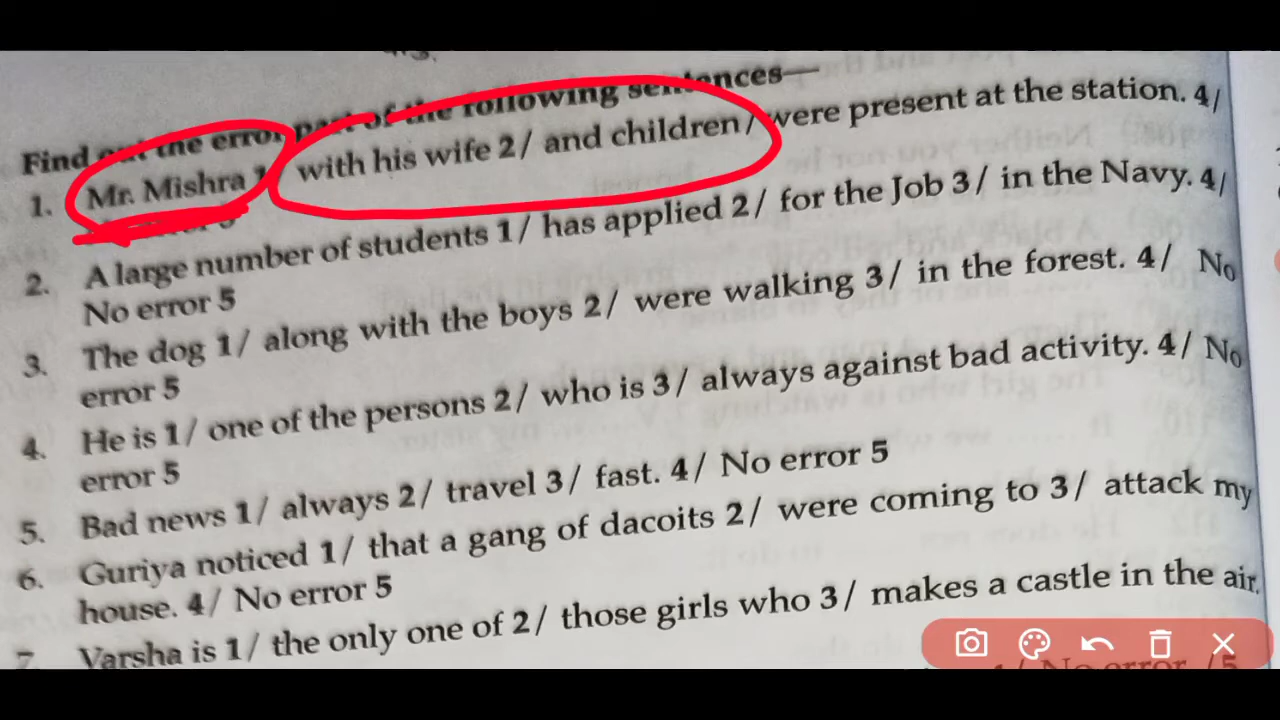 Find out the error part of the following sentences—
1. Mr. Mishra 1/ with his wife 2/ and children/ were present at the station. 4/
5
2. A large number of students 1/ has applied 2/ for the Job 3/ in the Navy. 4/
No error 5
3. The dog 1/ along with the boys 2/ were walking 3/ in the forest. 4/ No
error 5
4. He is 1/ one of the persons 2/ who is 3/ always against bad activity. 4/ No
error 5
5. Bad news 1/ always 2/ travel 3/ fast. 4/ No error 5
6. Guriya noticed 1/ that a gang of dacoits 2/ were coming to 3/ attack my
house. 4/ No error 5
7. Varsha is 1/ the only one of 2/ those girls who 3/ makes a castle in the air.
No error /5